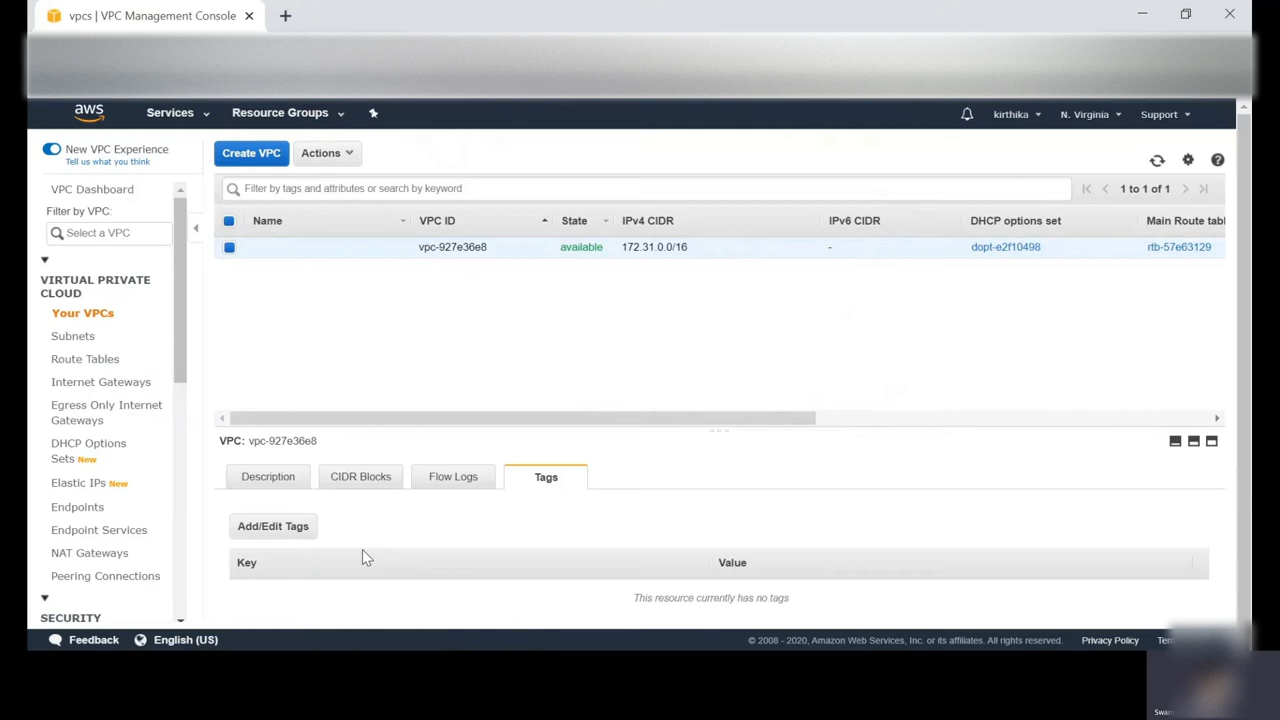 vpcs | VPC Management Console
aws
Services
Resource Groups
kirthika
N. Virginia
Support
New VPC Experience
Tell us what you think
VPC Dashboard
Filter by VPC:
Select a VPC
VIRTUAL PRIVATE
CLOUD
Your VPCs
Subnets
Route Tables
Internet Gateways
Egress Only Internet
Gateways
DHCP Options
Sets New
Elastic IPs New
Endpoints
Endpoint Services
NAT Gateways
Peering Connections
SECURITY
Create VPC
Actions
Filter by tags and attributes or search by keyword
1 to 1 of 1
Name VPC ID State IPv4 CIDR IPv6 CIDR DHCP options set Main Route tabl
vpc-927e36e8 available 172.31.0.0/16 - dopt-e2f10498 rtb-57e63129
VPC: vpc-927e36e8
Description CIDR Blocks Flow Logs Tags
Add/Edit Tags
Key Value
This resource currently has no tags
Feedback English (US) © 2008 - 2020, Amazon Web Services, Inc. or its affiliates. All rights reserved. Privacy Policy